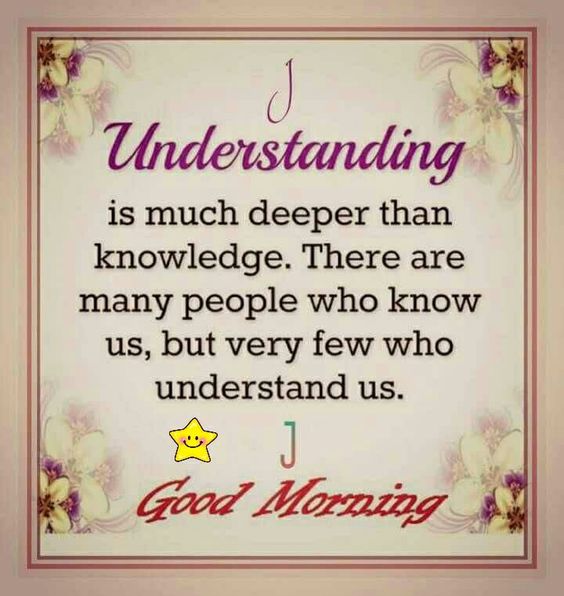 J
Understanding
is much deeper than
knowledge. There are
many people who know
us, but very few who
understand us.
J
Good Morning